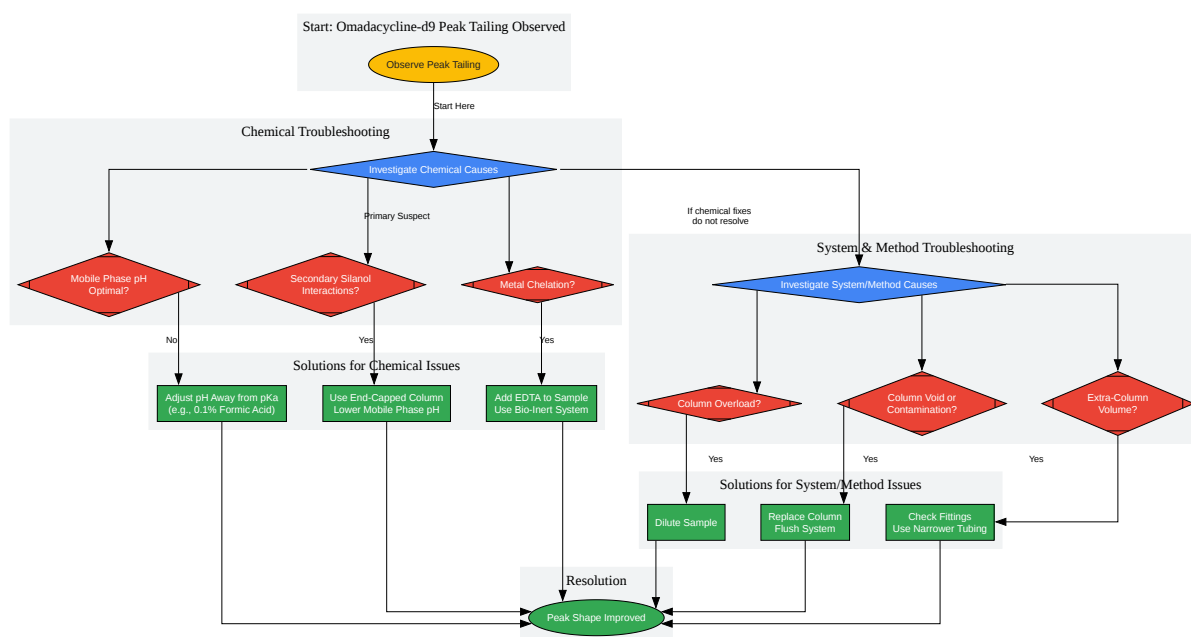 Start: Omadacycline-d9 Peak Tailing Observed
Observe Peak Tailing
Start Here
Chemical Troubleshooting
Investigate Chemical Causes
Primary Suspect
If chemical fixes
do not resolve
Mobile Phase pH
Optimal?
Secondary Silanol
Interactions?
Metal Chelation?
System & Method Troubleshooting
Investigate System/Method Causes
No
Yes
Yes
Solutions for Chemical Issues
Adjust pH Away from pKa
(e.g., 0.1% Formic Acid)
Use End-Capped Column
Lower Mobile Phase pH
Add EDTA to Sample
Use Bio-Inert System
Column Overload?
Column Void or
Contamination?
Extra-Column
Volume?
Yes
Yes
Yes
Solutions for System/Method Issues
Dilute Sample
Replace Column
Flush System
Check Fittings
Use Narrower Tubing
Resolution
Peak Shape Improved